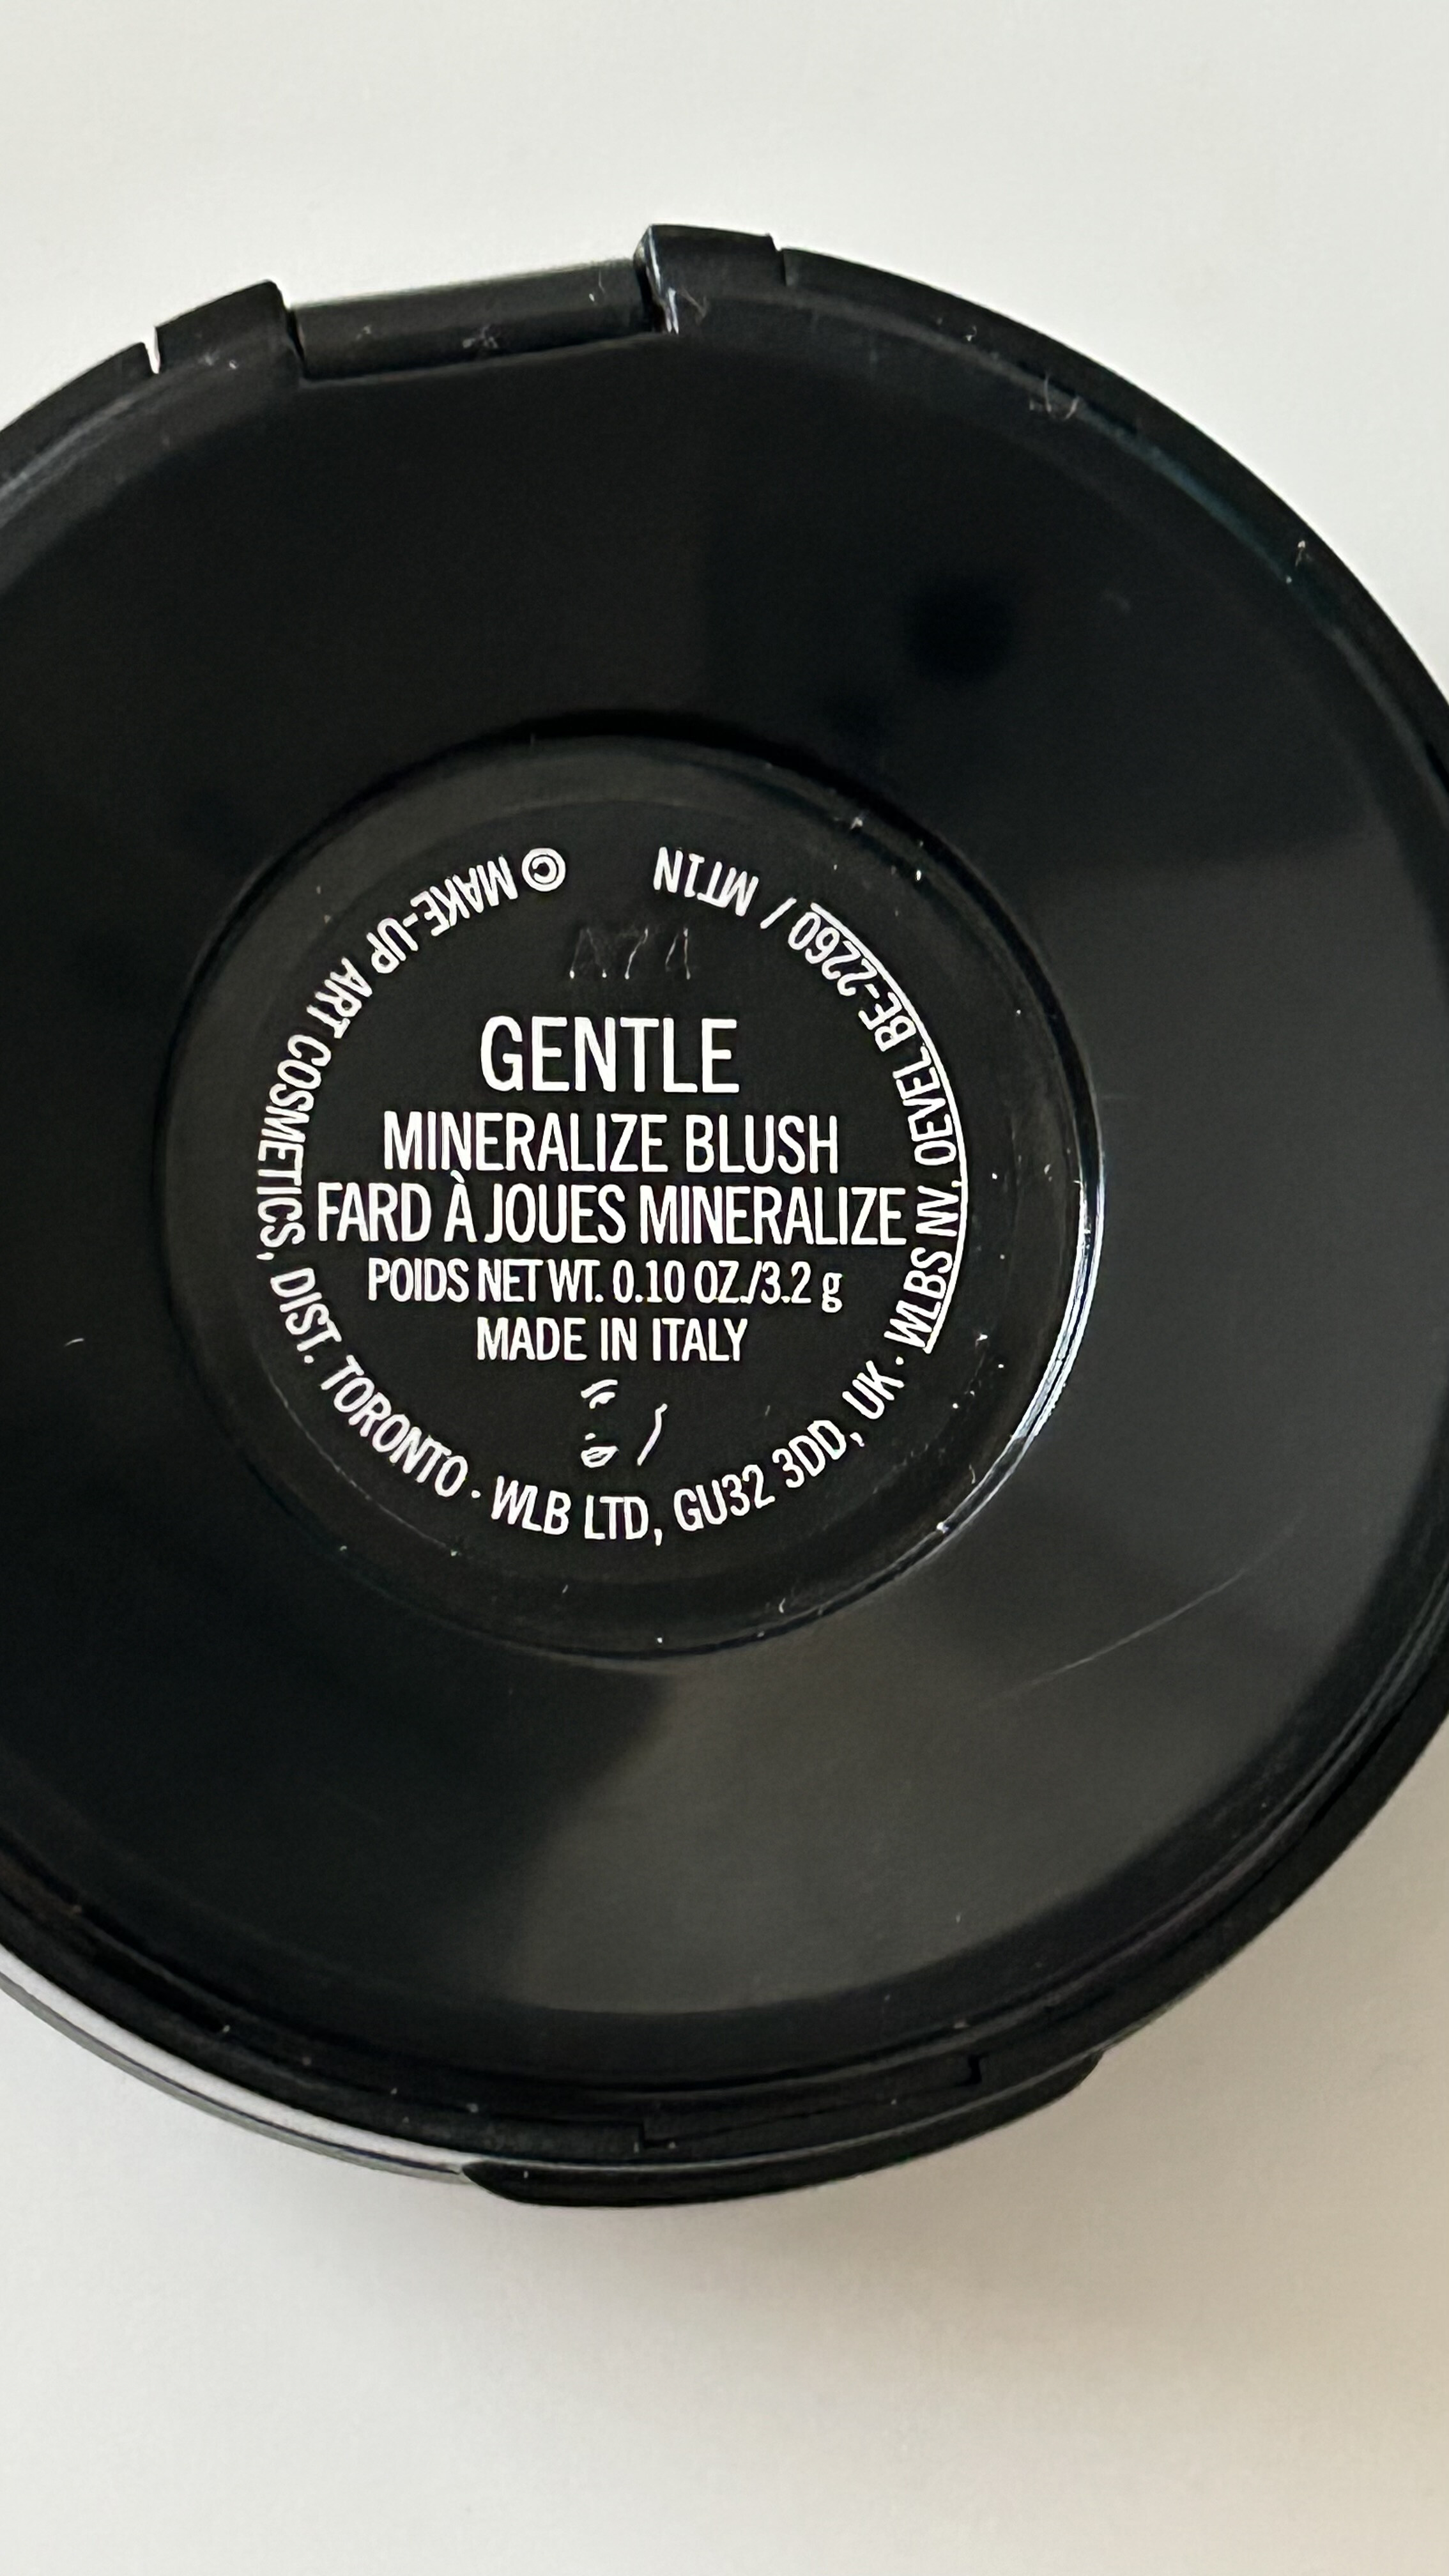 GENTLE
MINERALIZE BLUSH
FARD À JOUES MINERALIZE
POIDS NET WT. 0.10 OZ./3.2 g
MADE IN ITALY
© MAKE-UP ART COSMETICS, DIST. TORONTO · WLB LTD, GU32 3DD, UK · WLBS NV. OEVEL BE-2260 / MT1N